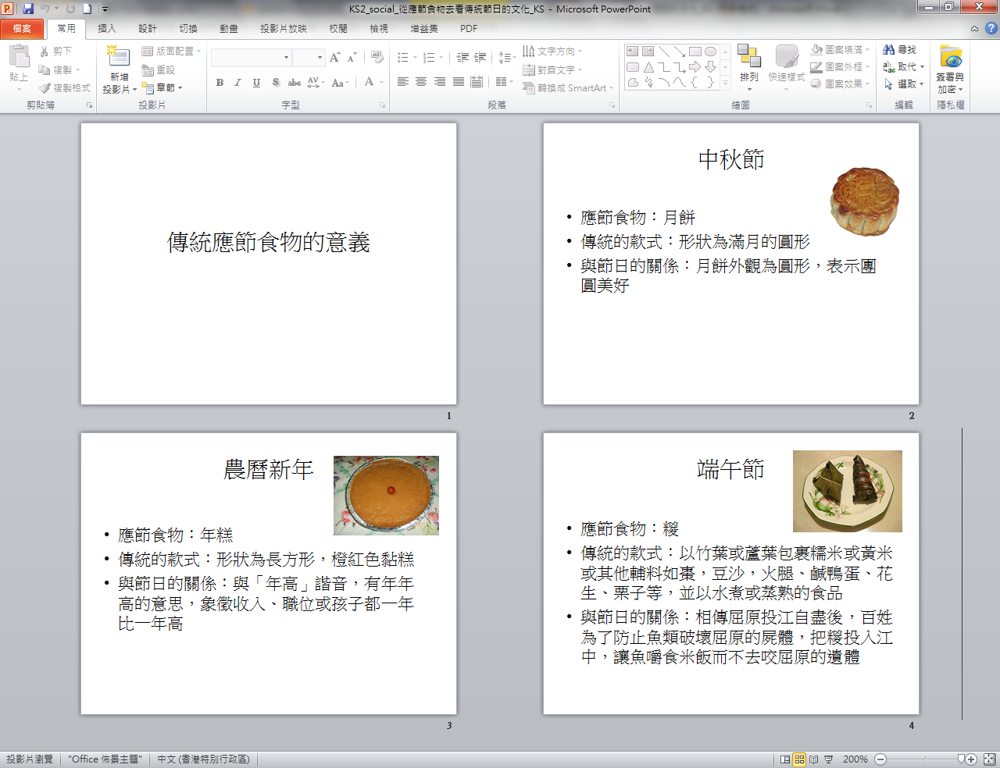 KS2_social_從應節食物去看傳統節日的文化_KS - Microsoft PowerPoint
檔案 常用 插入 設計 切換 動畫 投影片放映 校閱 檢視 增益集 PDF
貼上
剪下
複製
複製格式
剪貼簿
新增
投影片
版面配置
重設
章節
投影片
B I U S abc AV Aa A
字型
文字方向
對齊文字
轉換成 SmartArt
段落
排列
快速樣式
圖案填滿
圖案外框
圖案效果
繪圖
尋找
取代
選取
編輯
簽署與
加密
隱私權
傳統應節食物的意義
1
中秋節
• 應節食物：月餅
• 傳統的款式：形狀為滿月的圓形
• 與節日的關係：月餅外觀為圓形，表示團
圓美好
2
農曆新年
• 應節食物：年糕
• 傳統的款式：形狀為長方形，橙紅色黏糕
• 與節日的關係：與「年高」諧音，有年年
高的意思，象徵收入、職位或孩子都一年
比一年高
3
端午節
• 應節食物：糉
• 傳統的款式：以竹葉或蘆葉包裹糯米或黃米
或其他輔料如棗，豆沙，火腿、鹹鴨蛋、花
生、栗子等，並以水煮或蒸熟的食品
• 與節日的關係：相傳屈原投江自盡後，百姓
為了防止魚類破壞屈原的屍體，把糉投入江
中，讓魚嚼食米飯而不去咬屈原的遺體
4
投影片瀏覽 "Office 佈景主題" 中文 (香港特別行政區) 200%